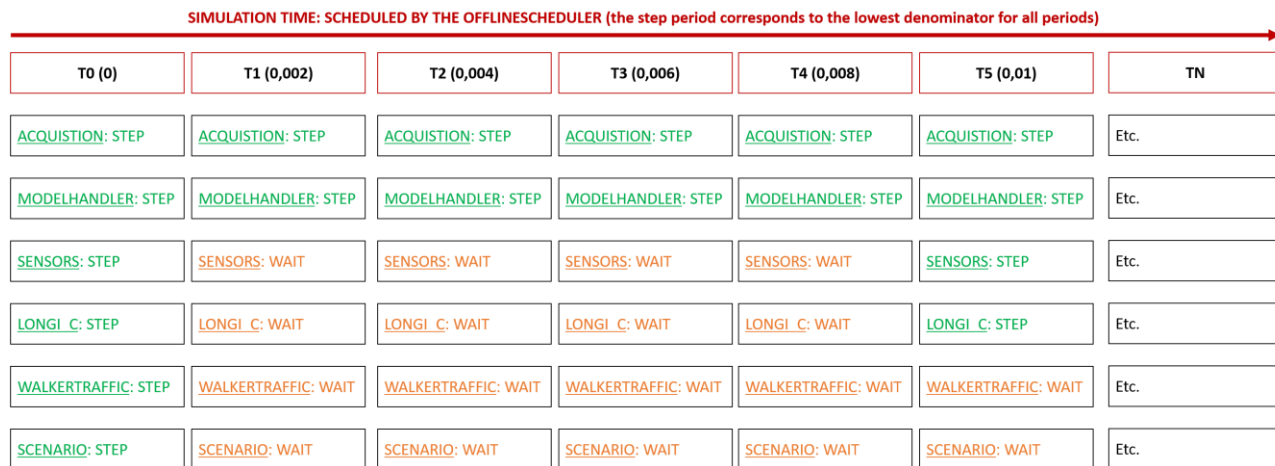 SIMULATION TIME: SCHEDULED BY THE OFFLINESCHEDULER (the step period corresponds to the lowest denominator for all periods)
T0 (0) T1 (0,002) T2 (0,004) T3 (0,006) T4 (0,008) T5 (0,01) TN
ACQUISTION: STEP ACQUISTION: STEP ACQUISTION: STEP ACQUISTION: STEP ACQUISTION: STEP ACQUISTION: STEP Etc.
MODELHANDLER: STEP MODELHANDLER: STEP MODELHANDLER: STEP MODELHANDLER: STEP MODELHANDLER: STEP MODELHANDLER: STEP Etc.
SENSORS: STEP SENSORS: WAIT SENSORS: WAIT SENSORS: WAIT SENSORS: WAIT SENSORS: STEP Etc.
LONGI_C: STEP LONGI_C: WAIT LONGI_C: WAIT LONGI_C: WAIT LONGI_C: WAIT LONGI_C: STEP Etc.
WALKERTRAFFIC: STEP WALKERTRAFFIC: WAIT WALKERTRAFFIC: WAIT WALKERTRAFFIC: WAIT WALKERTRAFFIC: WAIT WALKERTRAFFIC: WAIT Etc.
SCENARIO: STEP SCENARIO: WAIT SCENARIO: WAIT SCENARIO: WAIT SCENARIO: WAIT SCENARIO: WAIT Etc.